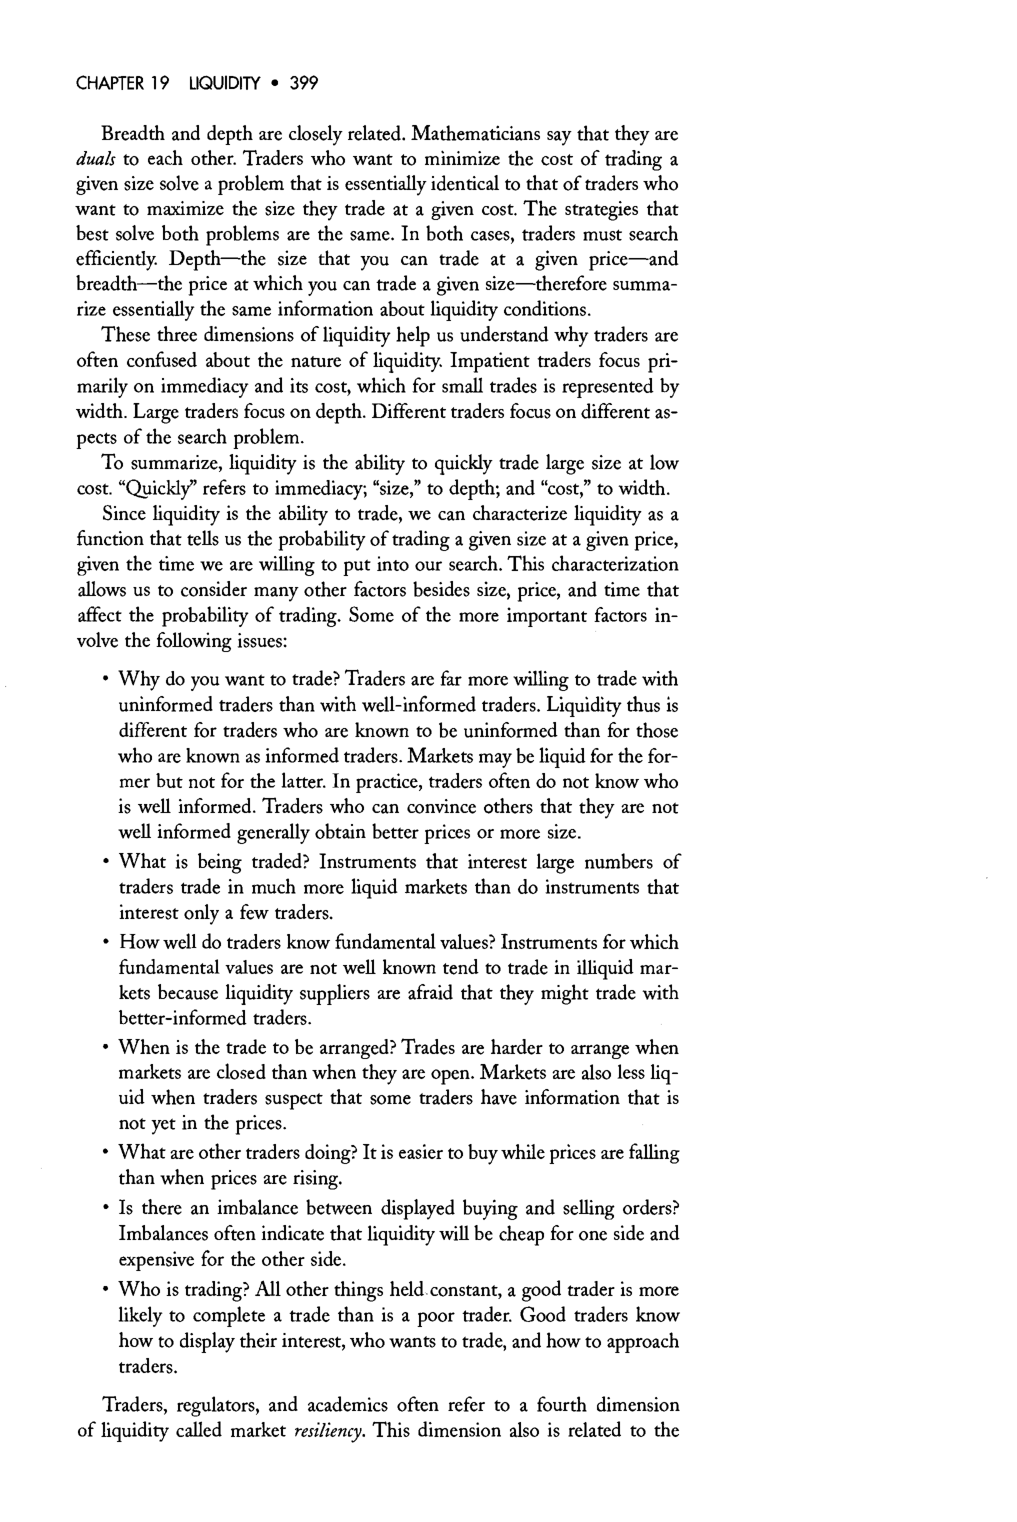 CHAPTER 19 LIQUIDITY • 399
Breadth and depth are closely related. Mathematicians say that they are
duals to each other. Traders who want to minimize the cost of trading a
given size solve a problem that is essentially identical to that of traders who
want to maximize the size they trade at a given cost. The strategies that
best solve both problems are the same. In both cases, traders must search
efficiently. Depth—the size that you can trade at a given price—and
breadth—the price at which you can trade a given size—therefore summa-
rize essentially the same information about liquidity conditions.
These three dimensions of liquidity help us understand why traders are
often confused about the nature of liquidity. Impatient traders focus pri-
marily on immediacy and its cost, which for small trades is represented by
width. Large traders focus on depth. Different traders focus on different as-
pects of the search problem.
To summarize, liquidity is the ability to quickly trade large size at low
cost. “Quickly” refers to immediacy; “size,” to depth; and “cost,” to width.
Since liquidity is the ability to trade, we can characterize liquidity as a
function that tells us the probability of trading a given size at a given price,
given the time we are willing to put into our search. This characterization
allows us to consider many other factors besides size, price, and time that
affect the probability of trading. Some of the more important factors in-
volve the following issues:
• Why do you want to trade? Traders are far more willing to trade with
uninformed traders than with well-informed traders. Liquidity thus is
different for traders who are known to be uninformed than for those
who are known as informed traders. Markets may be liquid for the for-
mer but not for the latter. In practice, traders often do not know who
is well informed. Traders who can convince others that they are not
well informed generally obtain better prices or more size.
• What is being traded? Instruments that interest large numbers of
traders trade in much more liquid markets than do instruments that
interest only a few traders.
• How well do traders know fundamental values? Instruments for which
fundamental values are not well known tend to trade in illiquid mar-
kets because liquidity suppliers are afraid that they might trade with
better-informed traders.
• When is the trade to be arranged? Trades are harder to arrange when
markets are closed than when they are open. Markets are also less liq-
uid when traders suspect that some traders have information that is
not yet in the prices.
• What are other traders doing? It is easier to buy while prices are falling
than when prices are rising.
• Is there an imbalance between displayed buying and selling orders?
Imbalances often indicate that liquidity will be cheap for one side and
expensive for the other side.
• Who is trading? All other things held constant, a good trader is more
likely to complete a trade than is a poor trader. Good traders know
how to display their interest, who wants to trade, and how to approach
traders.
Traders, regulators, and academics often refer to a fourth dimension
of liquidity called market resiliency. This dimension also is related to the